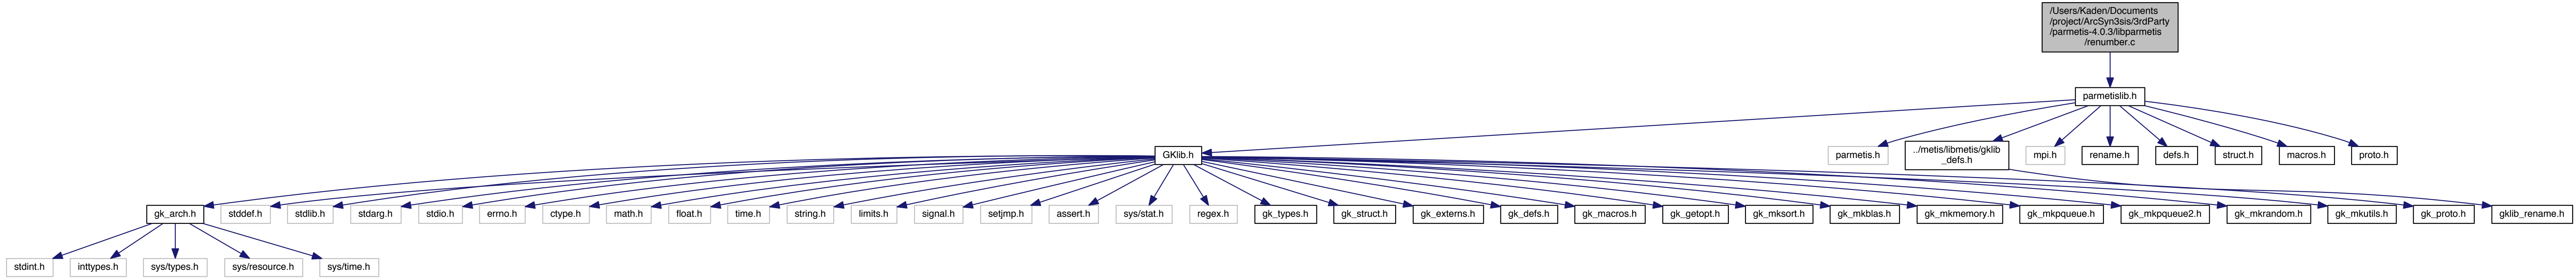 /Users/Kaden/Documents
/project/ArcSyn3sis/3rdParty
/parmetis-4.0.3/libparmetis
/renumber.c
parmetislib.h
GKlib.h
parmetis.h
../metis/libmetis/gklib
_defs.h
mpi.h
rename.h
defs.h
struct.h
macros.h
proto.h
gk_arch.h
stddef.h
stdlib.h
stdarg.h
stdio.h
errno.h
ctype.h
math.h
float.h
time.h
string.h
limits.h
signal.h
setjmp.h
assert.h
sys/stat.h
regex.h
gk_types.h
gk_struct.h
gk_externs.h
gk_defs.h
gk_macros.h
gk_getopt.h
gk_mksort.h
gk_mkblas.h
gk_mkmemory.h
gk_mkpqueue.h
gk_mkpqueue2.h
gk_mkrandom.h
gk_mkutils.h
gk_proto.h
gklib_rename.h
stdint.h
inttypes.h
sys/types.h
sys/resource.h
sys/time.h